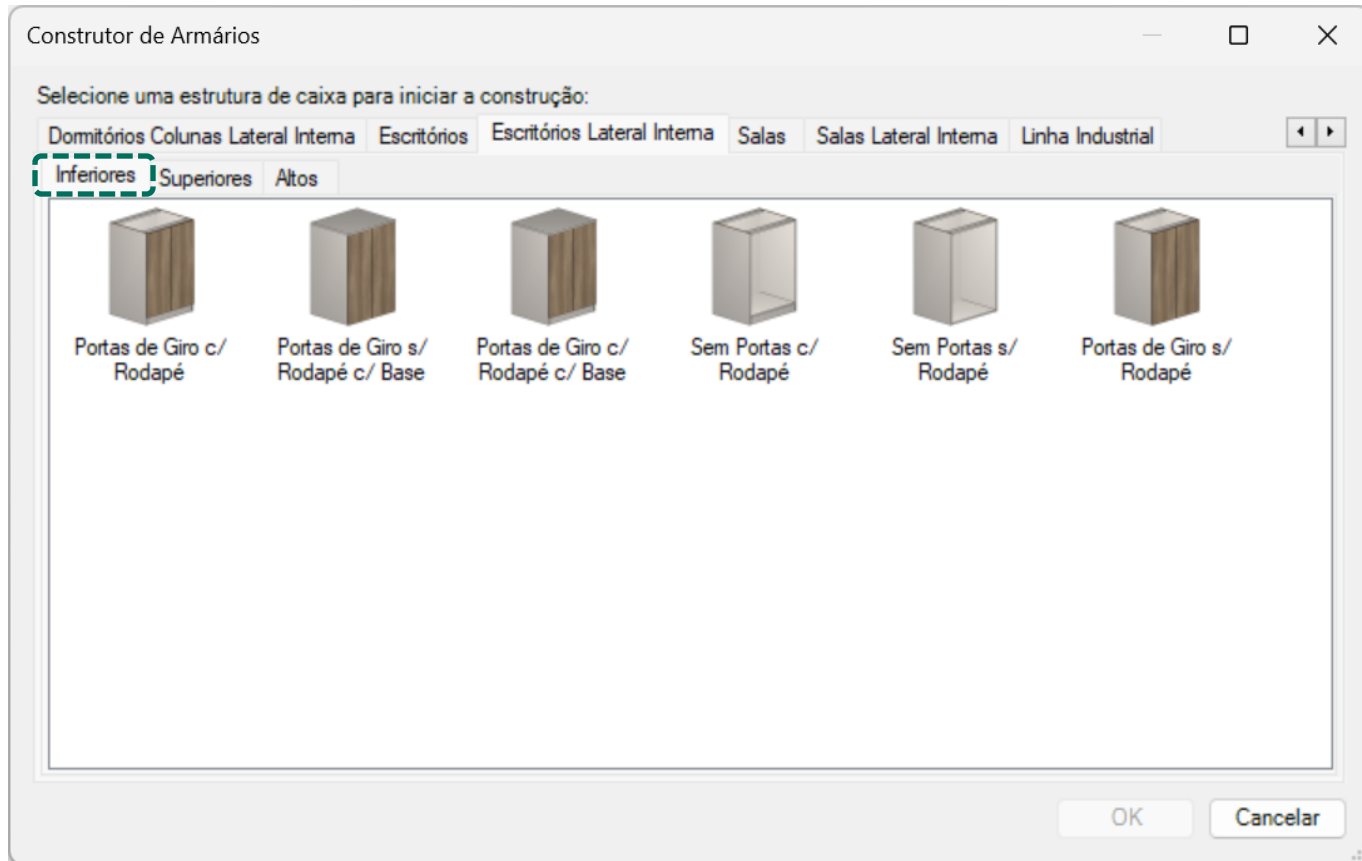 Construtor de Armários
Selecione uma estrutura de caixa para iniciar a construção:
Dormitórios Colunas Lateral Interna Escritórios Escritórios Lateral Interna Salas Salas Lateral Interna Linha Industrial
Inferiores Superiores Altos
Portas de Giro c/ Portas de Giro s/ Portas de Giro c/ Sem Portas c/ Sem Portas s/ Portas de Giro s/
Rodapé Rodapé c/ Base Rodapé c/ Base Rodapé Rodapé Rodapé
OK Cancelar